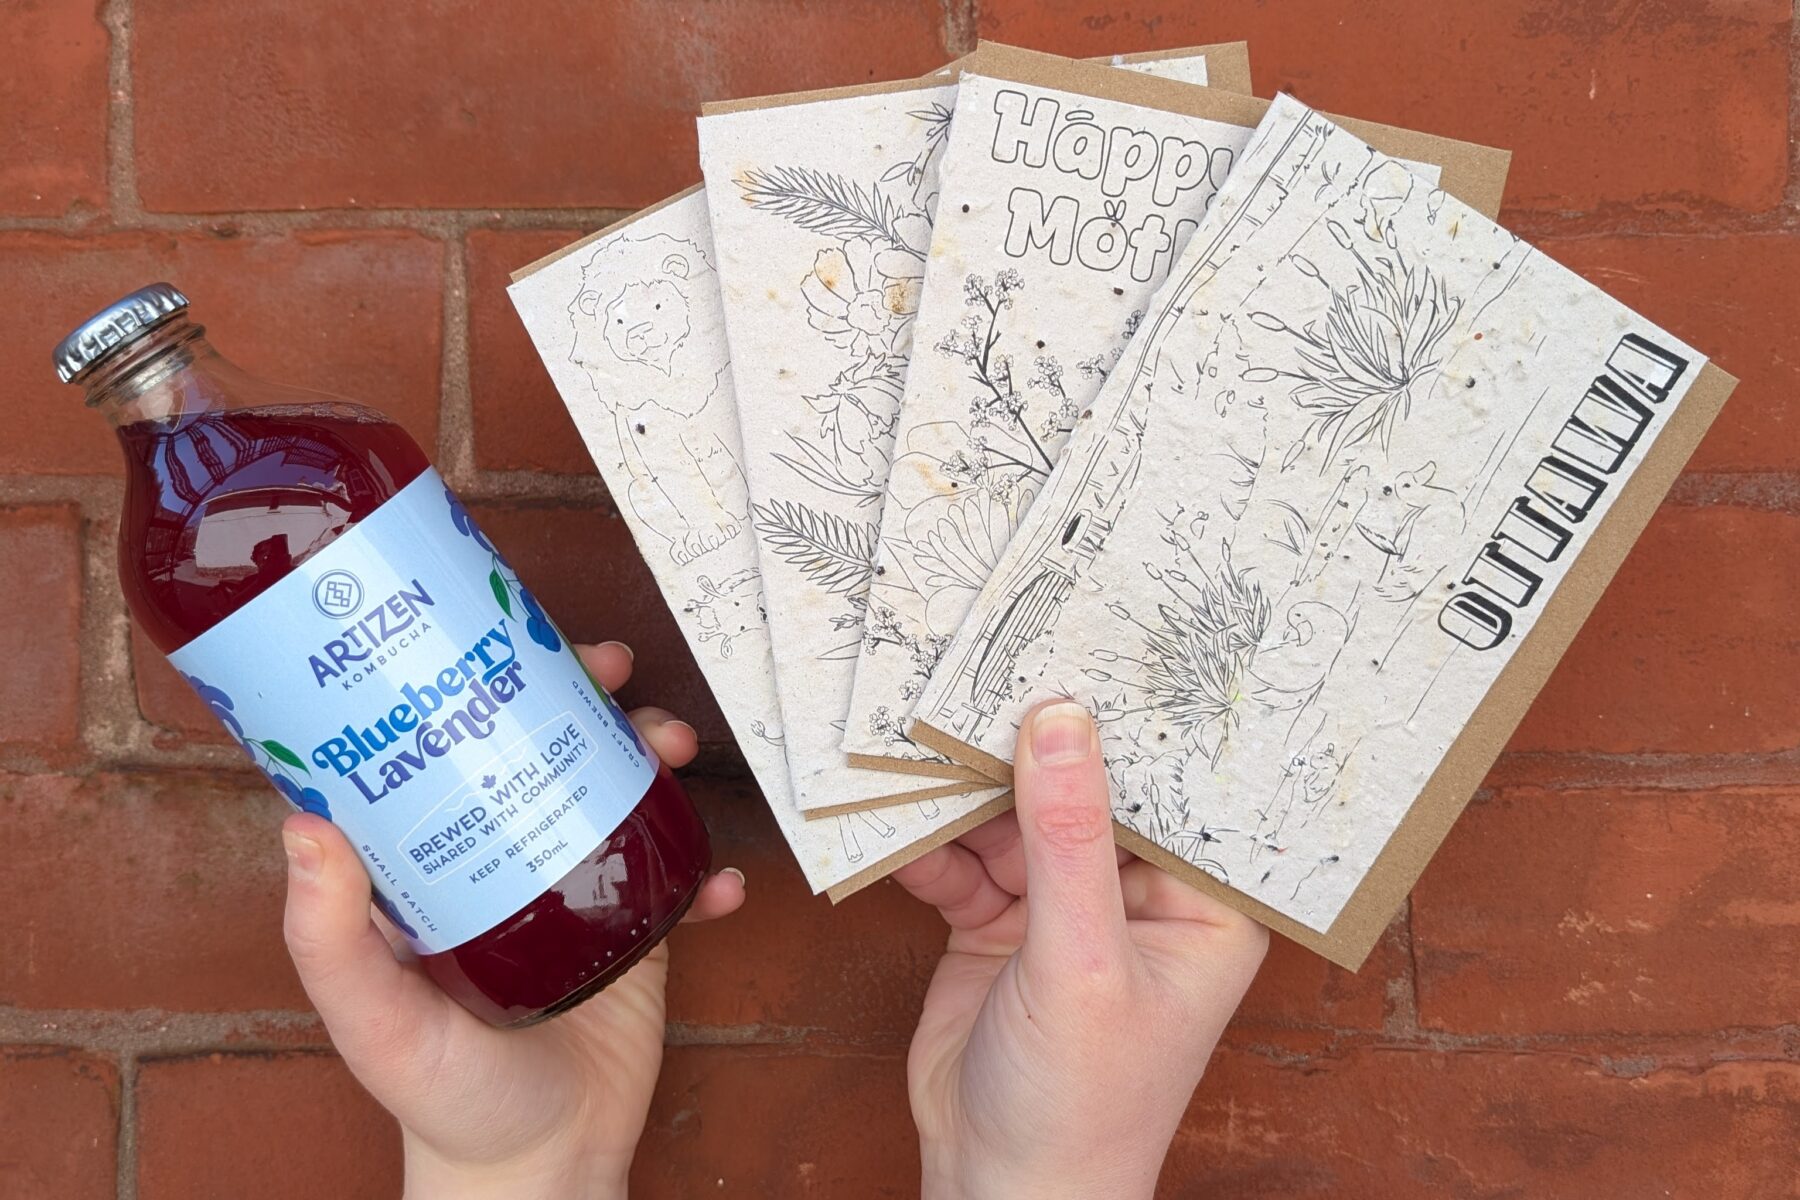 ARTIZEN
KOMBUCHA
Blueberry
Lavender
BREWED WITH LOVE
SHARED WITH COMMUNITY
KEEP REFRIGERATED
350mL
SMALL BATCH
CRAFT BREWED
Happy
Moth
OTTAWA